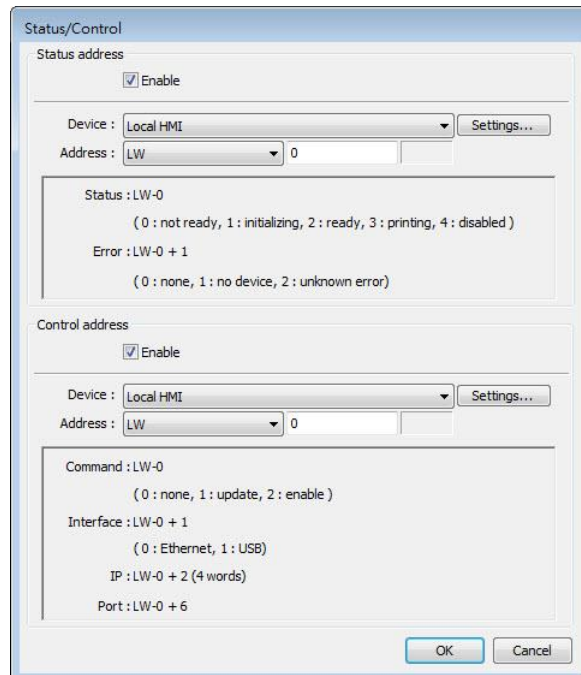 Status/Control
Status address
Enable
Device : Local HMI Settings...
Address : LW 0
Status : LW-0
( 0 : not ready, 1 : initializing, 2 : ready, 3 : printing, 4 : disabled )
Error : LW-0 + 1
( 0 : none, 1 : no device, 2 : unknown error)
Control address
Enable
Device : Local HMI Settings...
Address : LW 0
Command : LW-0
( 0 : none, 1 : update, 2 : enable )
Interface : LW-0 + 1
( 0 : Ethernet, 1 : USB)
IP : LW-0 + 2 (4 words)
Port : LW-0 + 6
OK Cancel